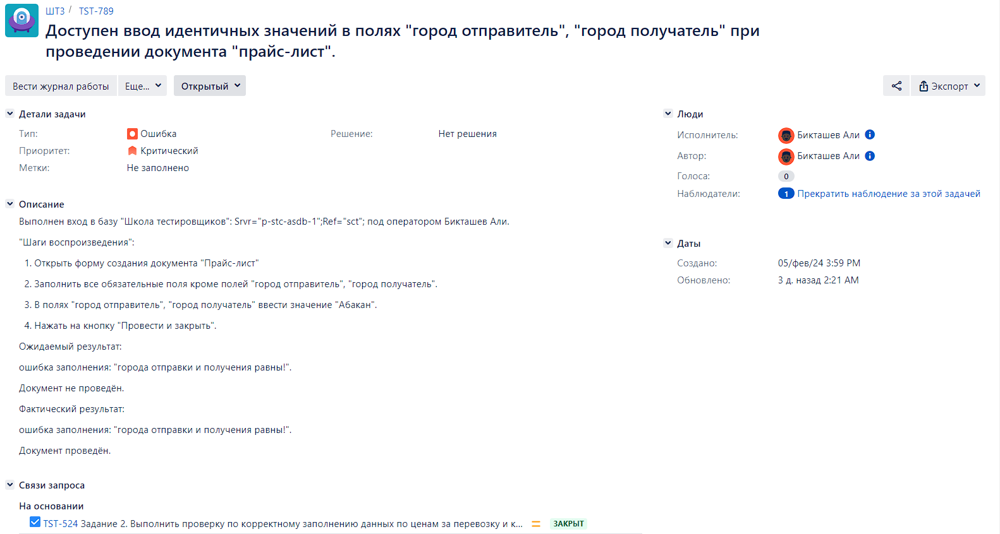 ШТ3 / TST-789
Доступен ввод идентичных значений в полях "город отправитель", "город получатель" при
проведении документа "прайс-лист".
Вести журнал работы Еще... Открытый Экспорт
Детали задачи
Тип: Ошибка Решение: Нет решения
Приоритет: Критический
Метки: Не заполнено
Люди
Исполнитель: Бикташев Али
Автор: Бикташев Али
Голоса: 0
Наблюдатели: 1 Прекратить наблюдение за этой задачей
Описание
Выполнен вход в базу "Школа тестировщиков": Srvr="p-stc-asdb-1";Ref="sct"; под оператором Бикташев Али.
"Шаги воспроизведения":
1. Открыть форму создания документа "Прайс-лист"
2. Заполнить все обязательные поля кроме полей "город отправитель", "город получатель".
3. В полях "город отправитель", "город получатель" ввести значение "Абакан".
4. Нажать на кнопку "Провести и закрыть".
Ожидаемый результат:
ошибка заполнения: "города отправки и получения равны!".
Документ не проведён.
Фактический результат:
ошибка заполнения: "города отправки и получения равны!".
Документ проведён.
Даты
Создано: 05/фев/24 3:59 PM
Обновлено: 3 д. назад 2:21 AM
Связи запроса
На основании
TST-524 Задание 2. Выполнить проверку по корректному заполнению данных по ценам за перевозку и к... ЗАКРЫТ